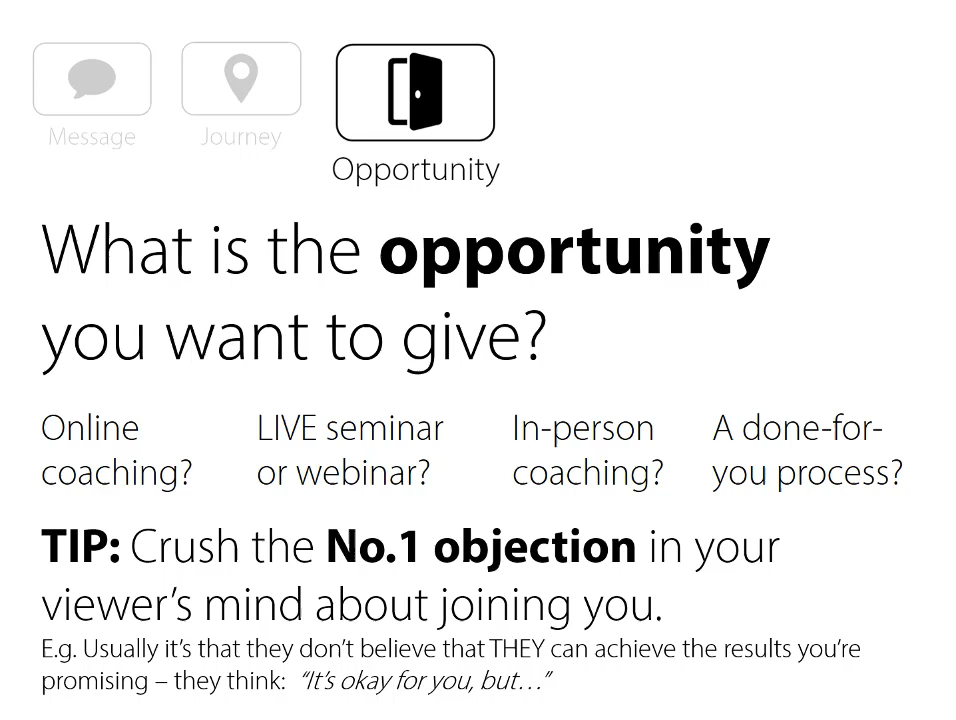 Message
Journey
Opportunity
What is the opportunity
you want to give?
Online
coaching?
LIVE seminar
or webinar?
In-person
coaching?
A done-for-
you process?
TIP: Crush the No.1 objection in your
viewer’s mind about joining you.
E.g. Usually it’s that they don’t believe that THEY can achieve the results you’re
promising – they think: “It’s okay for you, but…”